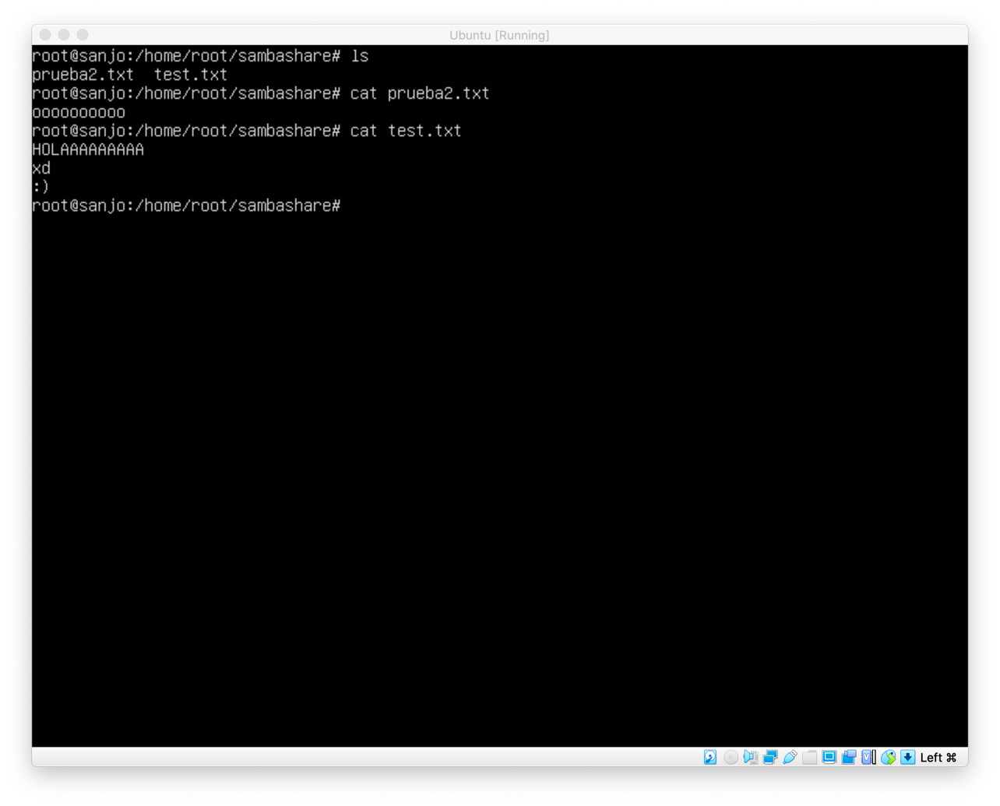 Ubuntu [Running]
root@sanjo:/home/root/sambashare# ls
prueba2.txt  test.txt
root@sanjo:/home/root/sambashare# cat prueba2.txt
oooooooooo
root@sanjo:/home/root/sambashare# cat test.txt
HOLAAAAAAAAA
xd
:)
root@sanjo:/home/root/sambashare#
Left ⌘